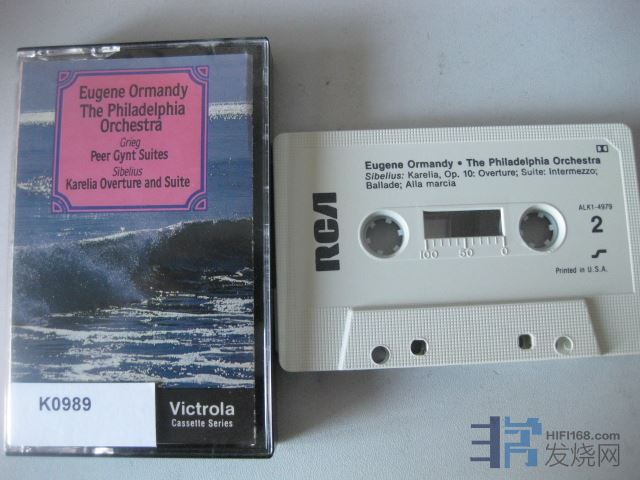 Eugene Ormandy
The Philadelphia
Orchestra
Grieg
Peer Gynt Suites
Sibelius
Karelia Overture and Suite
K0989
Victrola
Cassette Series
Eugene Ormandy • The Philadelphia Orchestra
Sibelius: Karelia, Op. 10: Overture; Suite: Intermezzo;
Ballade; Alla marcia
ALK1-4979
RCA
2
100 50 0
Printed in U.S.A.
HIFI168.com
发烧网